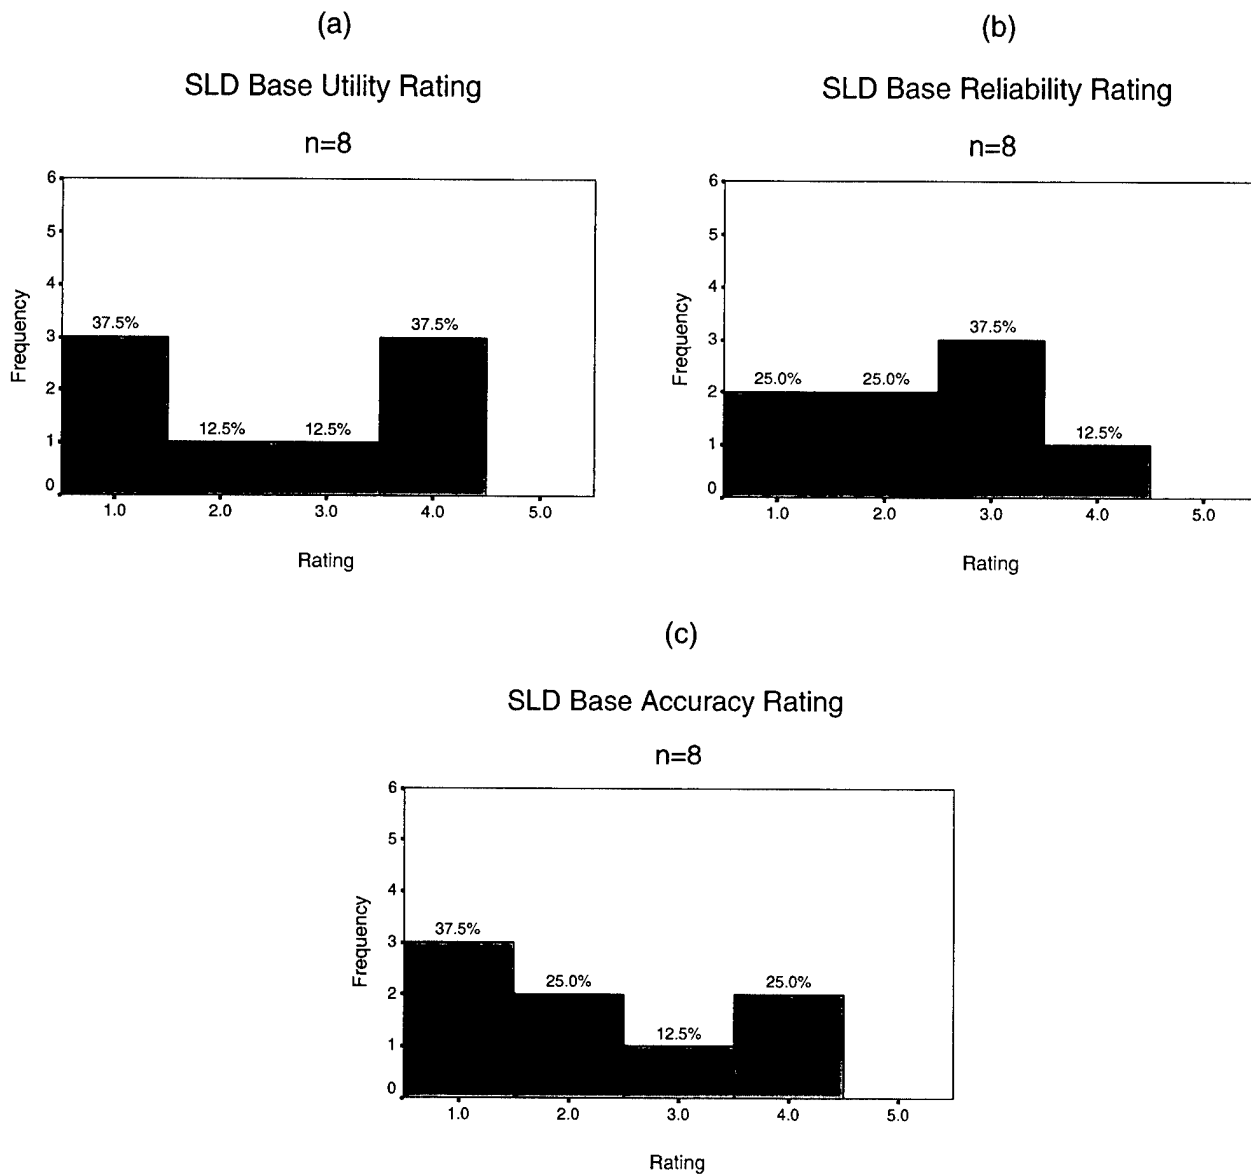 (a)
SLD Base Utility Rating
n=8
6
5
4
3
2
1
0
Frequency
37.5%
12.5%
12.5%
37.5%
1.0 2.0 3.0 4.0 5.0
Rating
(b)
SLD Base Reliability Rating
n=8
6
5
4
3
2
1
0
Frequency
25.0%
25.0%
37.5%
12.5%
1.0 2.0 3.0 4.0 5.0
Rating
(c)
SLD Base Accuracy Rating
n=8
6
5
4
3
2
1
0
Frequency
37.5%
25.0%
12.5%
25.0%
1.0 2.0 3.0 4.0 5.0
Rating